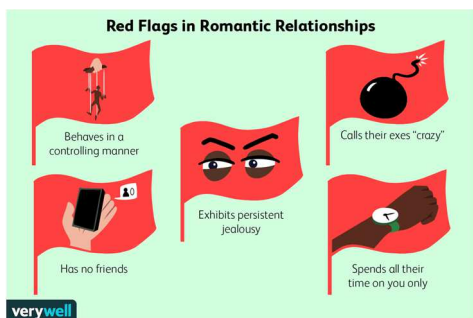 Red Flags in Romantic Relationships
Behaves in a
controlling manner
Calls their exes “crazy”
Exhibits persistent
jealousy
0
Has no friends
Spends all their
time on you only
verywell